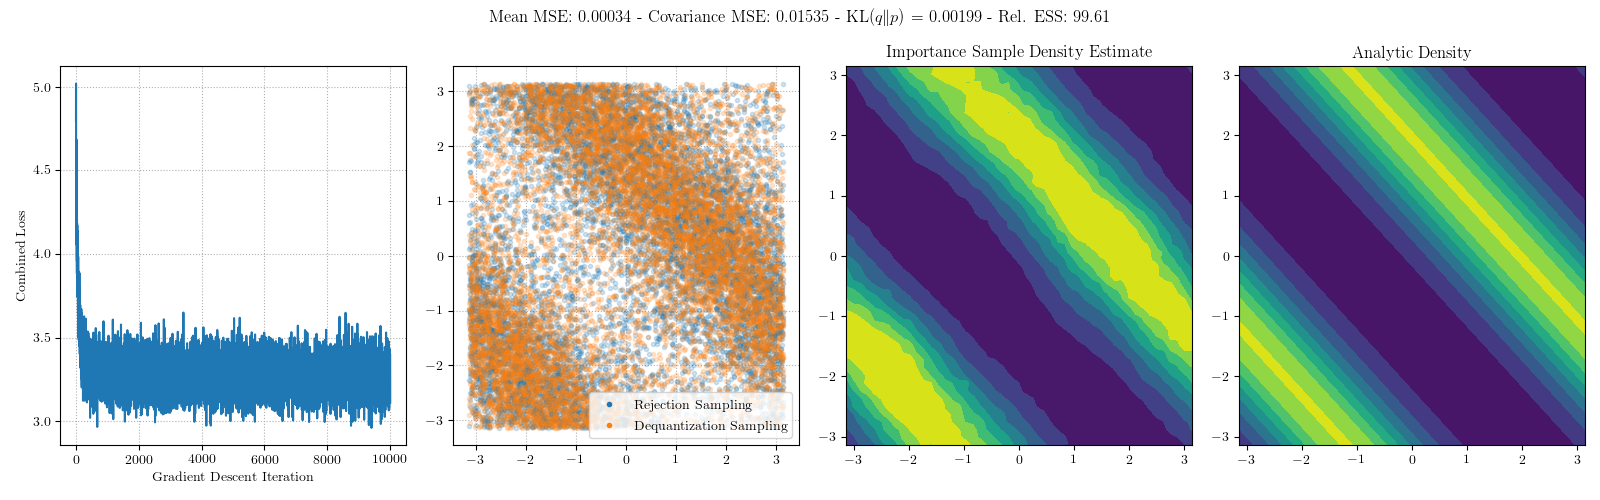 Mean MSE: 0.00034 - Covariance MSE: 0.01535 - KL(q‖p) = 0.00199 - Rel. ESS: 99.61
Combined Loss
5.0
4.5
4.0
3.5
3.0
0 2000 4000 6000 8000 10000
Gradient Descent Iteration
3
2
1
0
−1
−2
−3
−3 −2 −1 0 1 2 3
Rejection Sampling
Dequantization Sampling
Importance Sample Density Estimate
3
2
1
0
−1
−2
−3
−3 −2 −1 0 1 2 3
Analytic Density
3
2
1
0
−1
−2
−3
−3 −2 −1 0 1 2 3